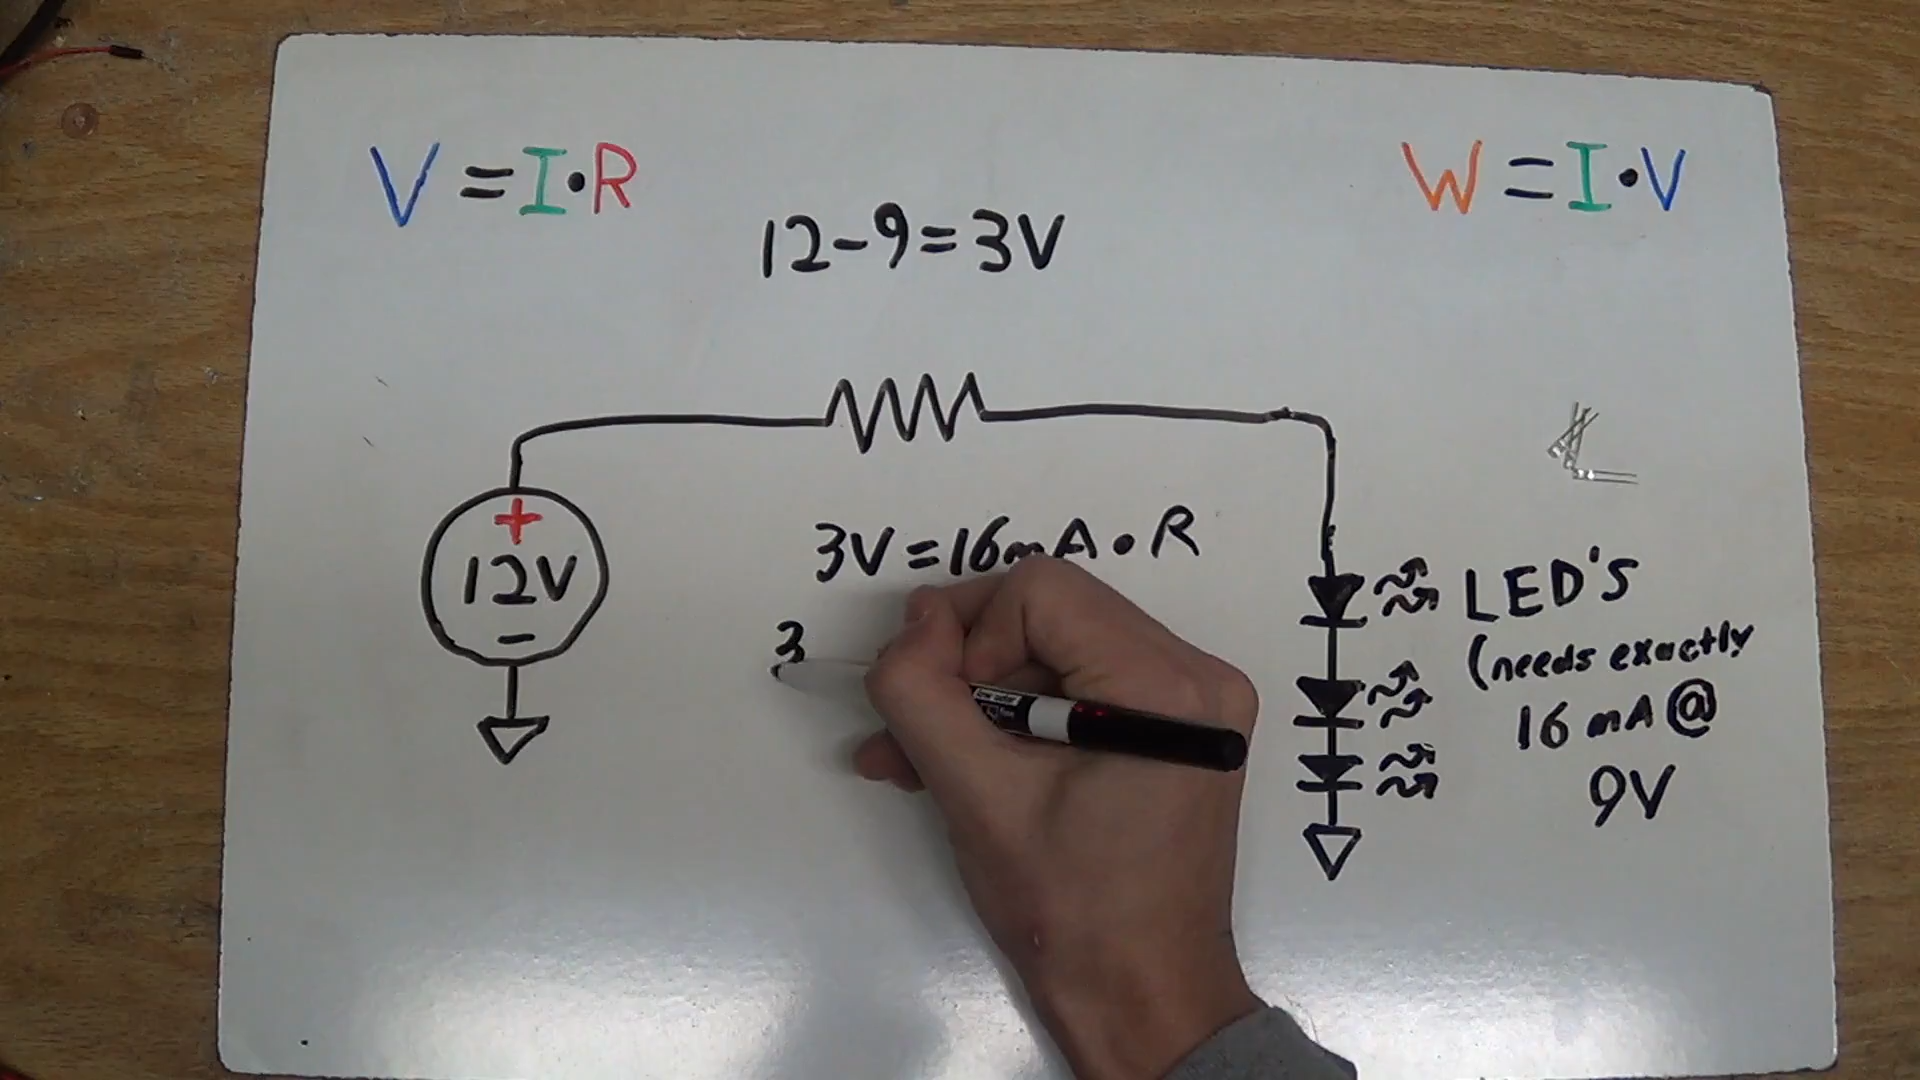 V = I·R
W = I·V
12-9=3V
+
12V
-
3V=16mA·R
3
LED'S
(needs exactly
16 mA @
9V